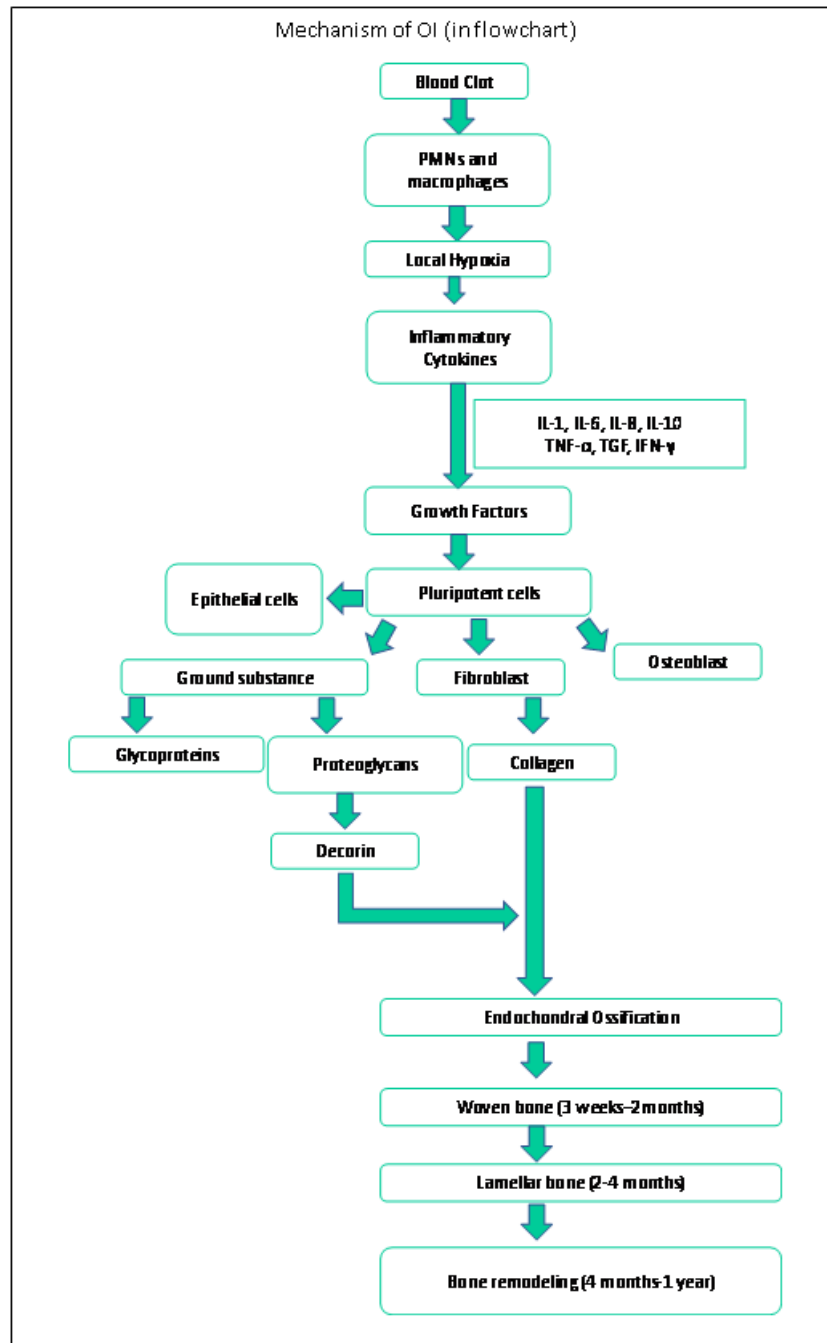 Mechanism of OI (in flowchart)
Blood Clot
PMNs and
macrophages
Local Hypoxia
Inflammatory
Cytokines
IL-1, IL-6, IL-8, IL-10
TNF-α, TGF, IFN-γ
Growth Factors
Pluripotent cells
Epithelial cells
Ground substance
Fibroblast
Osteoblast
Glycoproteins
Proteoglycans
Collagen
Decorin
Endochondral Ossification
Woven bone (3 weeks–2months)
Lamellar bone (2-4 months)
Bone remodeling (4 months-1 year)